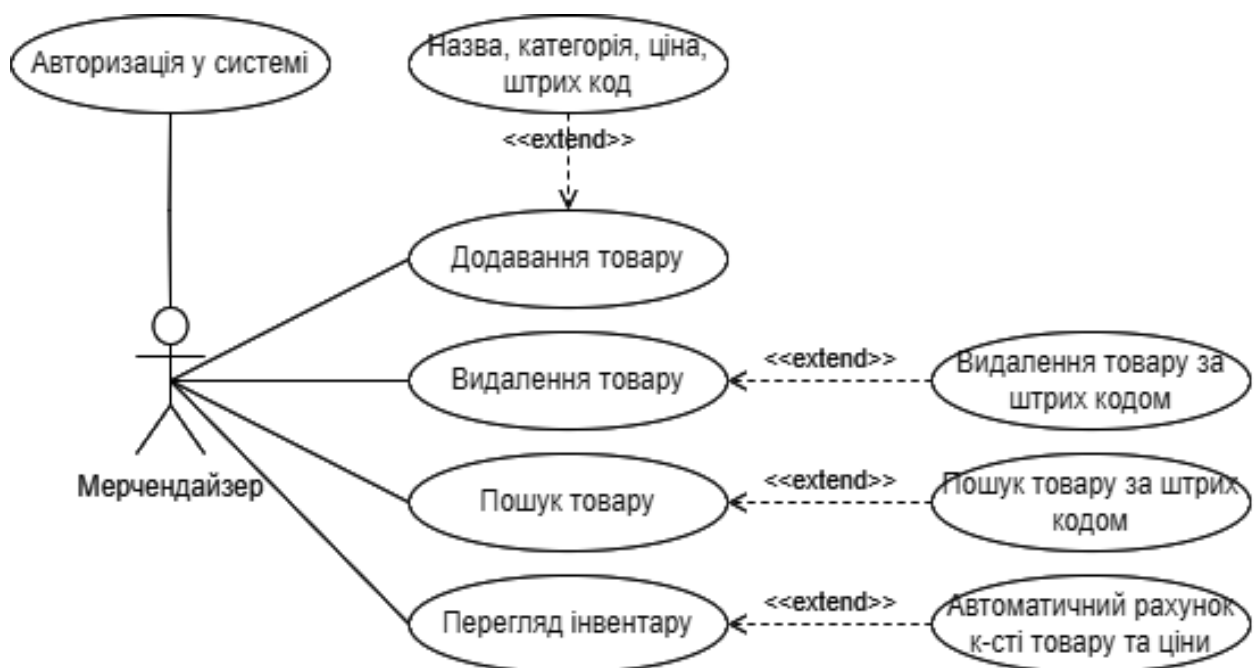 Авторизація у системі
Назва, категорія, ціна,
штрих код
<<extend>>
Додавання товару
Видалення товару
<<extend>>
Видалення товару за
штрих кодом
Мерчендайзер
Пошук товару
<<extend>>
Пошук товару за штрих
кодом
Перегляд інвентару
<<extend>>
Автоматичний рахунок
к-сті товару та ціни